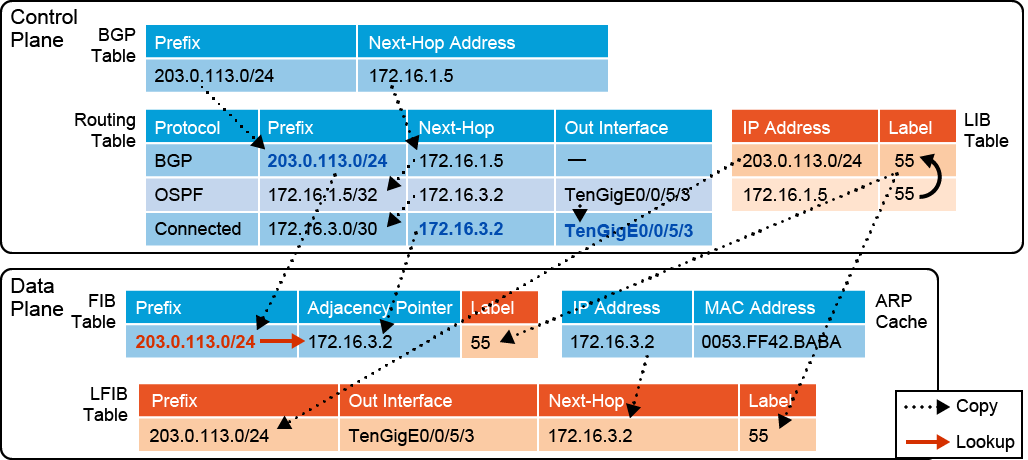 Control
Plane
BGP
Table
Prefix
Next-Hop Address
203.0.113.0/24
172.16.1.5
Routing
Table
Protocol
Prefix
Next-Hop
Out Interface
BGP
203.0.113.0/24
172.16.1.5
—
OSPF
172.16.1.5/32
172.16.3.2
TenGigE0/0/5/3
Connected
172.16.3.0/30
172.16.3.2
TenGigE0/0/5/3
IP Address
Label
LIB
Table
203.0.113.0/24
55
172.16.1.5
55
Data
Plane
FIB
Table
Prefix
Adjacency Pointer
Label
203.0.113.0/24
172.16.3.2
55
IP Address
MAC Address
ARP
Cache
172.16.3.2
0053.FF42.BABA
LFIB
Table
Prefix
Out Interface
Next-Hop
Label
203.0.113.0/24
TenGigE0/0/5/3
172.16.3.2
55
Copy
Lookup